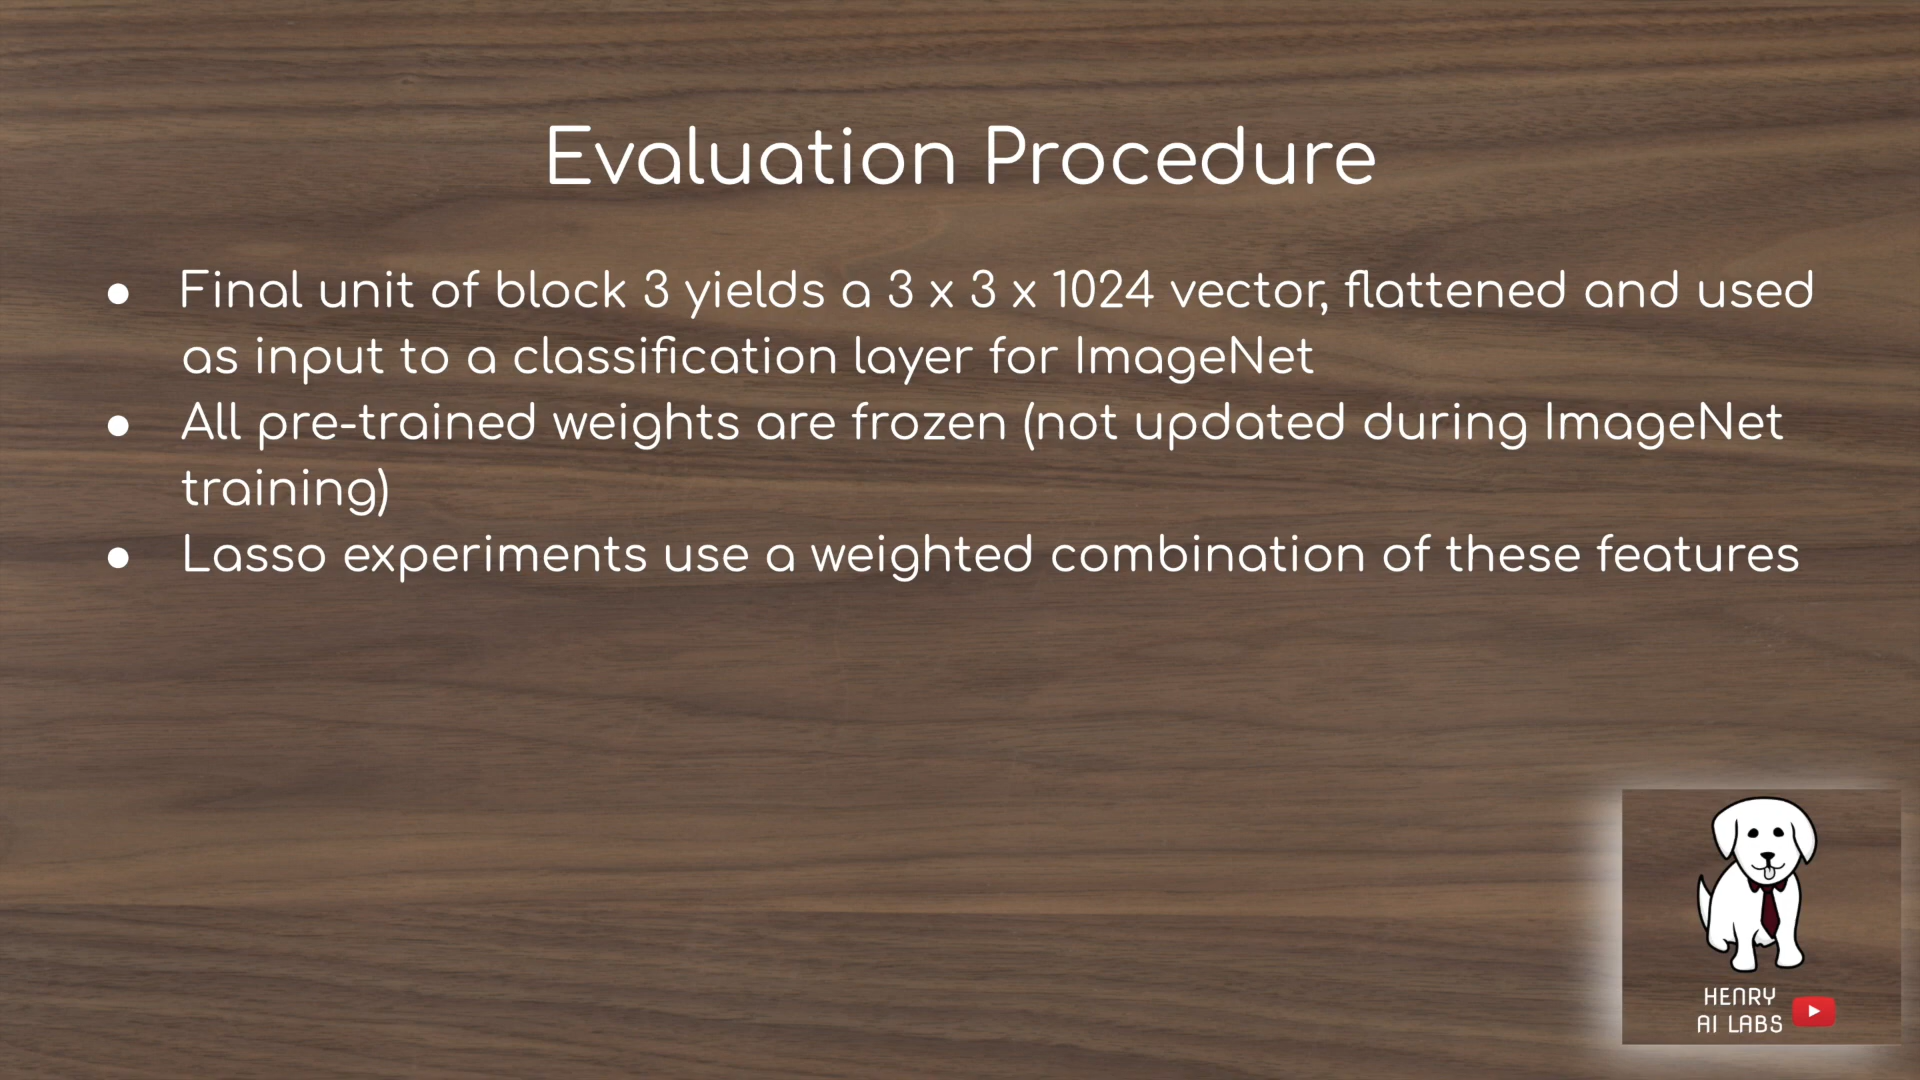 Evaluation Procedure
● Final unit of block 3 yields a 3 x 3 x 1024 vector, flattened and used
as input to a classification layer for ImageNet
● All pre-trained weights are frozen (not updated during ImageNet
training)
● Lasso experiments use a weighted combination of these features
HENRY
AI LABS